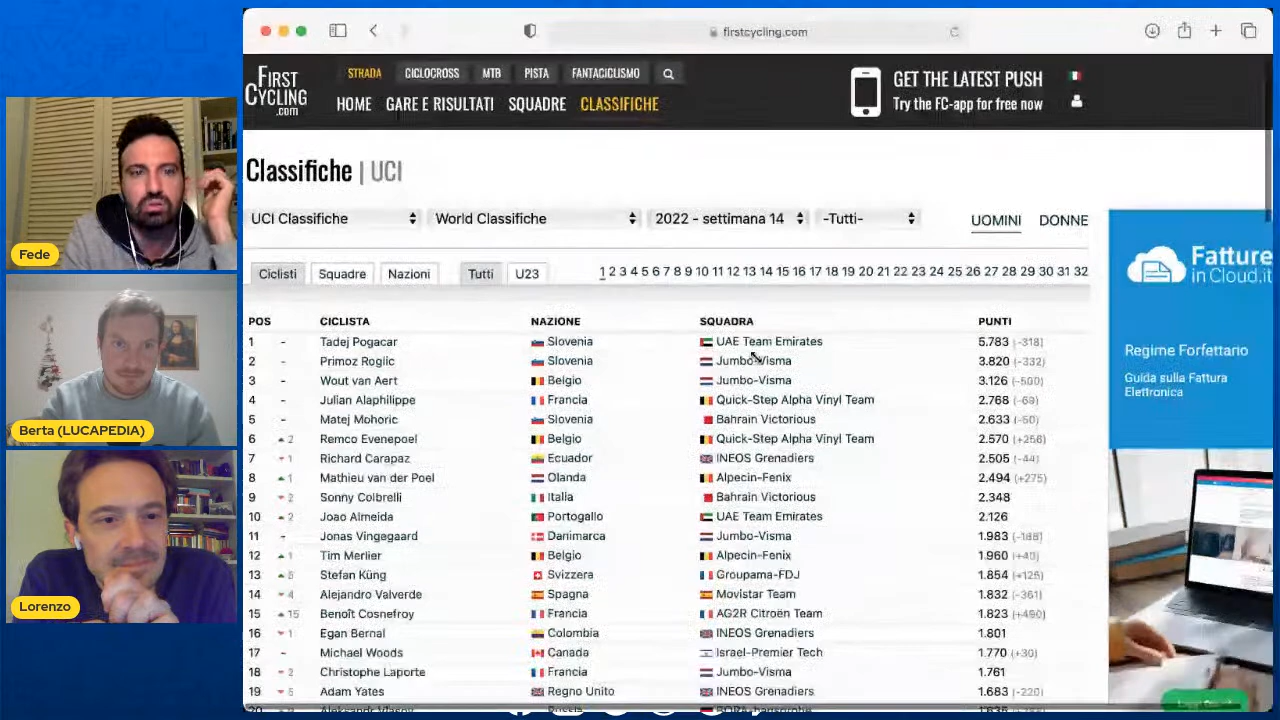 firstcycling.com
FIRST CYCLING .com
STRADA CICLOCROSS MTB PISTA FANTACICLISMO
HOME GARE E RISULTATI SQUADRE CLASSIFICHE
GET THE LATEST PUSH
Try the FC-app for free now
Classifiche | UCI
UCI Classifiche World Classifiche 2022 - settimana 14 -Tutti- UOMINI DONNE
Ciclisti Squadre Nazioni Tutti U23 1 2 3 4 5 6 7 8 9 10 11 12 13 14 15 16 17 18 19 20 21 22 23 24 25 26 27 28 29 30 31 32
POS CICLISTA NAZIONE SQUADRA PUNTI
1 - Tadej Pogacar Slovenia UAE Team Emirates 5.783 (-318)
2 - Primoz Roglic Slovenia Jumbo-Visma 3.820 (-332)
3 - Wout van Aert Belgio Jumbo-Visma 3.126 (-500)
4 - Julian Alaphilippe Francia Quick-Step Alpha Vinyl Team 2.768 (-69)
5 - Matej Mohoric Slovenia Bahrain Victorious 2.633 (-50)
6 2 Remco Evenepoel Belgio Quick-Step Alpha Vinyl Team 2.570 (+256)
7 1 Richard Carapaz Ecuador INEOS Grenadiers 2.505 (-44)
8 1 Mathieu van der Poel Olanda Alpecin-Fenix 2.494 (+275)
9 2 Sonny Colbrelli Italia Bahrain Victorious 2.348
10 2 Joao Almeida Portogallo UAE Team Emirates 2.126
11 - Jonas Vingegaard Danimarca Jumbo-Visma 1.983
12 1 Tim Merlier Belgio Alpecin-Fenix 1.960 (+40)
13 Stefan Küng Svizzera Groupama-FDJ 1.854 (+125)
14 4 Alejandro Valverde Spagna Movistar Team 1.832 (-361)
15 15 Benoît Cosnefroy Francia AG2R Citroën Team 1.823 (+490)
16 1 Egan Bernal Colombia INEOS Grenadiers 1.801
17 - Michael Woods Canada Israel-Premier Tech 1.770 (+30)
18 2 Christophe Laporte Francia Jumbo-Visma 1.761
19 5 Adam Yates Regno Unito INEOS Grenadiers 1.683 (-220)
20 Aleksandr Vlasov Russia BORA-hansgrohe
Fatture
in Cloud.it
Regime Forfettario
Guida sulla Fattura
Elettronica
Fede
Berta (LUCAPEDIA)
Lorenzo